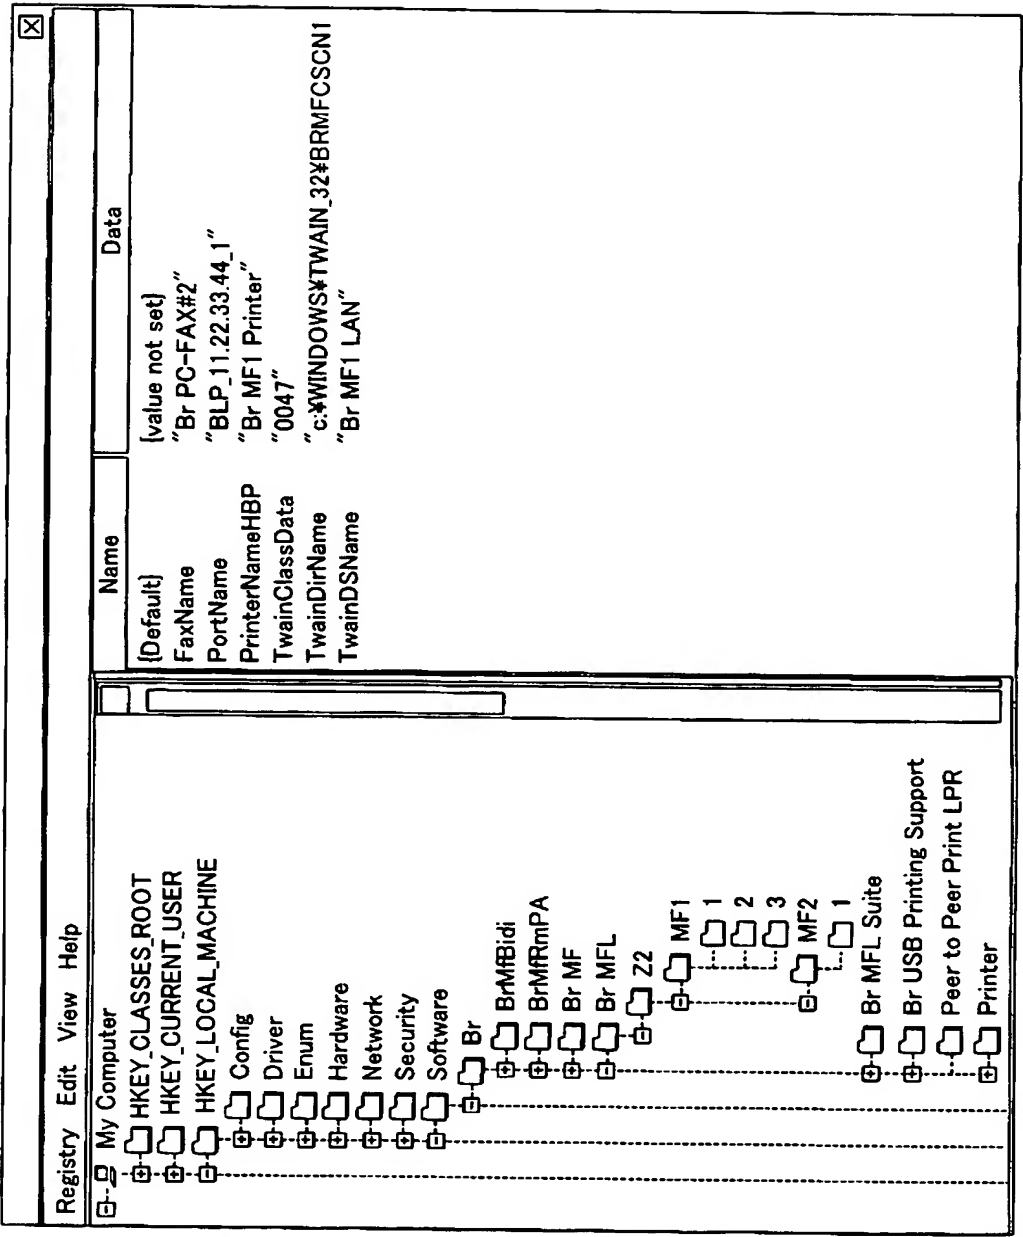 Registry Edit View Help
My Computer
HKEY_CLASSES_ROOT
HKEY_CURRENT_USER
HKEY_LOCAL_MACHINE
Config
Driver
Enum
Hardware
Network
Security
Software
Br
BrMfBidi
BrMfRmPA
Br MF
Br MFL
Z2
MF1
1
2
3
MF2
1
Br MFL Suite
Br USB Printing Support
Peer to Peer Print LPR
Printer
Name Data
{Default} {value not set}
FaxName "Br PC-FAX#2"
PortName "BLP_11.22.33.44_1"
PrinterNameHBP "Br MF1 Printer"
TwainClassData "0047"
TwainDirName "c:¥WINDOWS¥TWAIN_32¥BRMFCSCN1
TwainDSName "Br MF1 LAN"